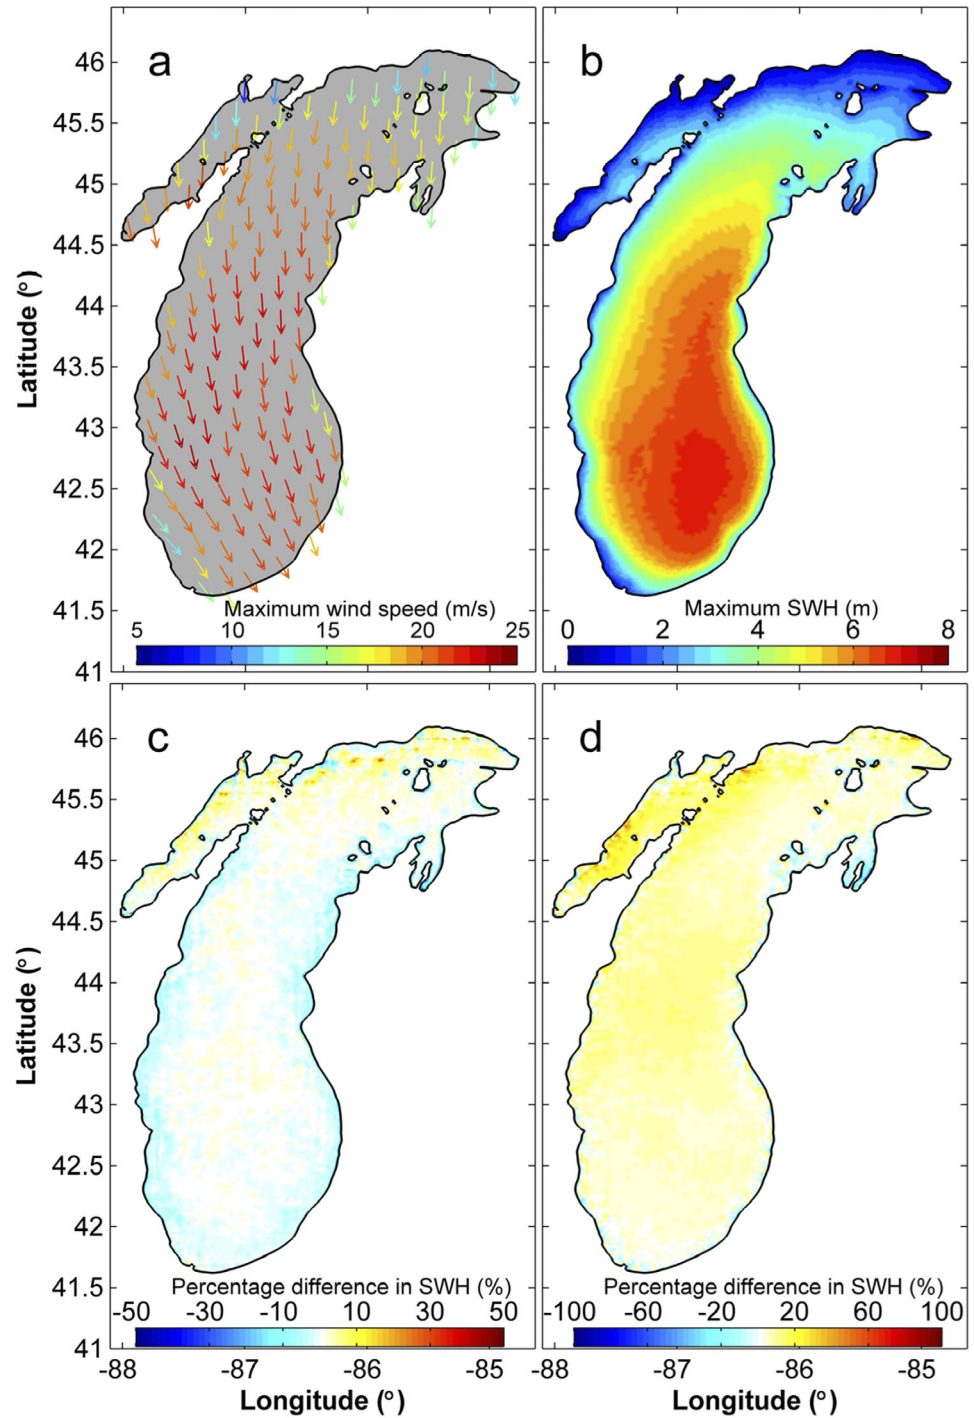 a
b
46
45.5
45
44.5
44
43.5
43
42.5
42
41.5
41
Latitude (°)
Maximum wind speed (m/s)
5 10 15 20 25
Maximum SWH (m)
0 2 4 6 8
c
d
46
45.5
45
44.5
44
43.5
43
42.5
42
41.5
41
Latitude (°)
Percentage difference in SWH (%)
-50 -30 -10 10 30 50
Percentage difference in SWH (%)
-100 -60 -20 20 60 100
-88 -87 -86 -85
-88 -87 -86 -85
Longitude (°)
Longitude (°)